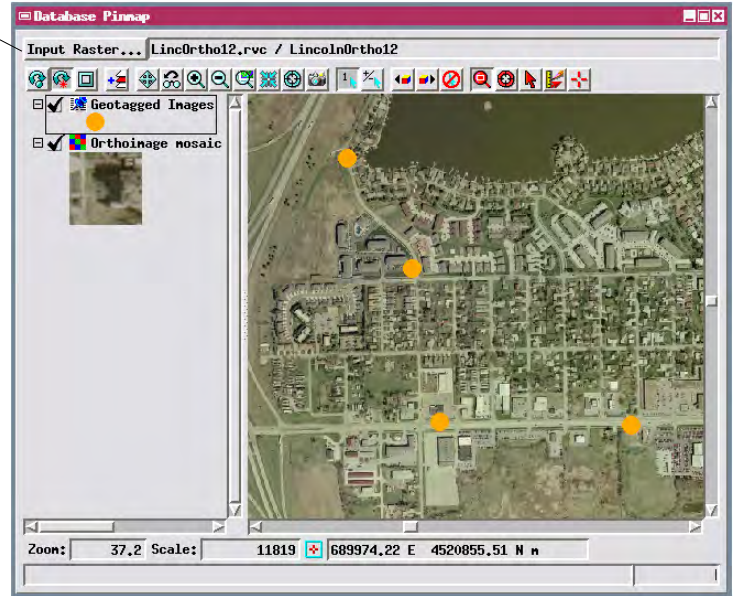 Database Pinmap
Input Raster... LincOrtho12.rvc / LincolnOrtho12
1
Geotagged Images
Orthoimage mosaic
Zoom: 37.2 Scale: 11819 689974.22 E 4520855.51 N m